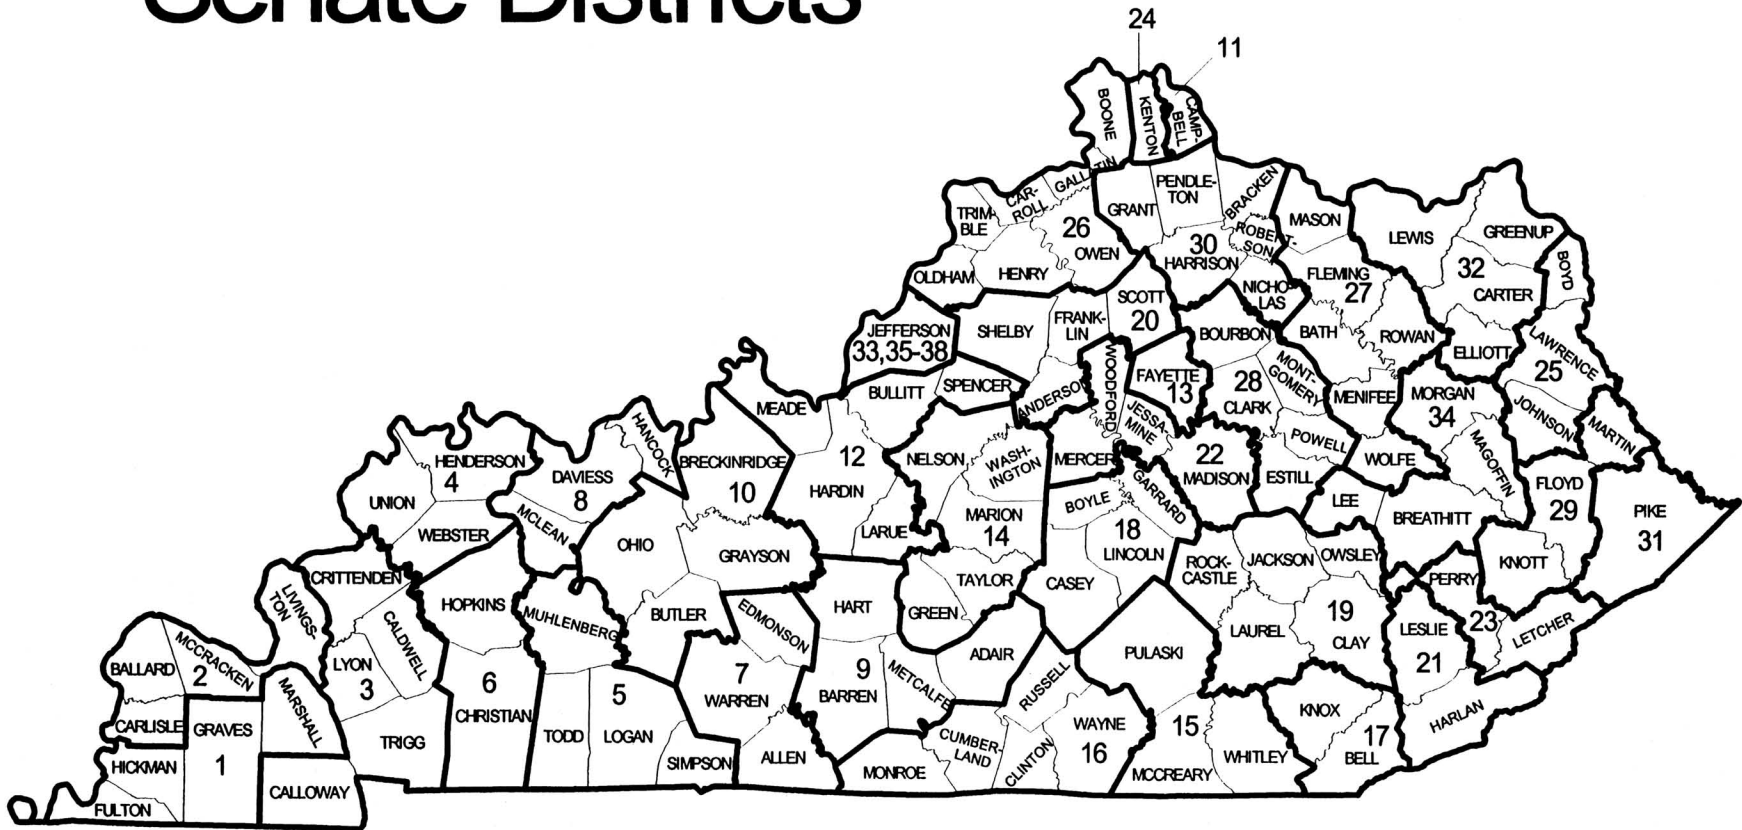 Senate Districts
24
11
BOONE
KENTON
CAMP-
BELL
GALLATIN
CAR-
ROLL
TRIM-
BLE
26
OWEN
GRANT
PENDLE-
TON
BRACKEN
ROBERT-
SON
30
HARRISON
MASON
LEWIS
GREENUP
32
CARTER
BOYD
OLDHAM
HENRY
SCOTT
20
NICHO-
LAS
FLEMING
27
BATH
ROWAN
ELLIOTT
LAWRENCE
25
JEFFERSON
33,35-38
SHELBY
FRANK-
LIN
WOODFORD
BOURBON
FAYETTE
13
28
CLARK
MONT-
GOMERY
MENIFEE
MORGAN
34
JOHNSON
MARTIN
MEADE
BULLITT
SPENCER
ANDERSON
JESSA-
MINE
POWELL
WOLFE
MAGOFFIN
HANCOCK
HENDERSON
4
UNION
WEBSTER
DAVIESS
8
MCLEAN
BRECKINRIDGE
10
12
HARDIN
LARUE
NELSON
WASH-
INGTON
MERCER
22
MADISON
ESTILL
LEE
BREATHITT
FLOYD
29
PIKE
31
OHIO
GRAYSON
MARION
14
BOYLE
GARRARD
18
LINCOLN
CASEY
ROCK-
CASTLE
JACKSON
OWSLEY
PERRY
KNOTT
LIVINGS-
TON
CRITTENDEN
CALDWELL
LYON
3
HOPKINS
MUHLENBERG
BUTLER
EDMONSON
HART
GREEN
TAYLOR
ADAIR
PULASKI
LAUREL
19
CLAY
LESLIE
21
23
LETCHER
BALLARD
MCCRACKEN
2
CARLISLE
GRAVES
1
MARSHALL
TRIGG
6
CHRISTIAN
5
TODD
LOGAN
SIMPSON
7
WARREN
ALLEN
9
BARREN
METCALFE
MONROE
CUMBER-
LAND
RUSSELL
CLINTON
WAYNE
16
15
MCCREARY
WHITLEY
KNOX
17
BELL
HARLAN
HICKMAN
FULTON
CALLOWAY